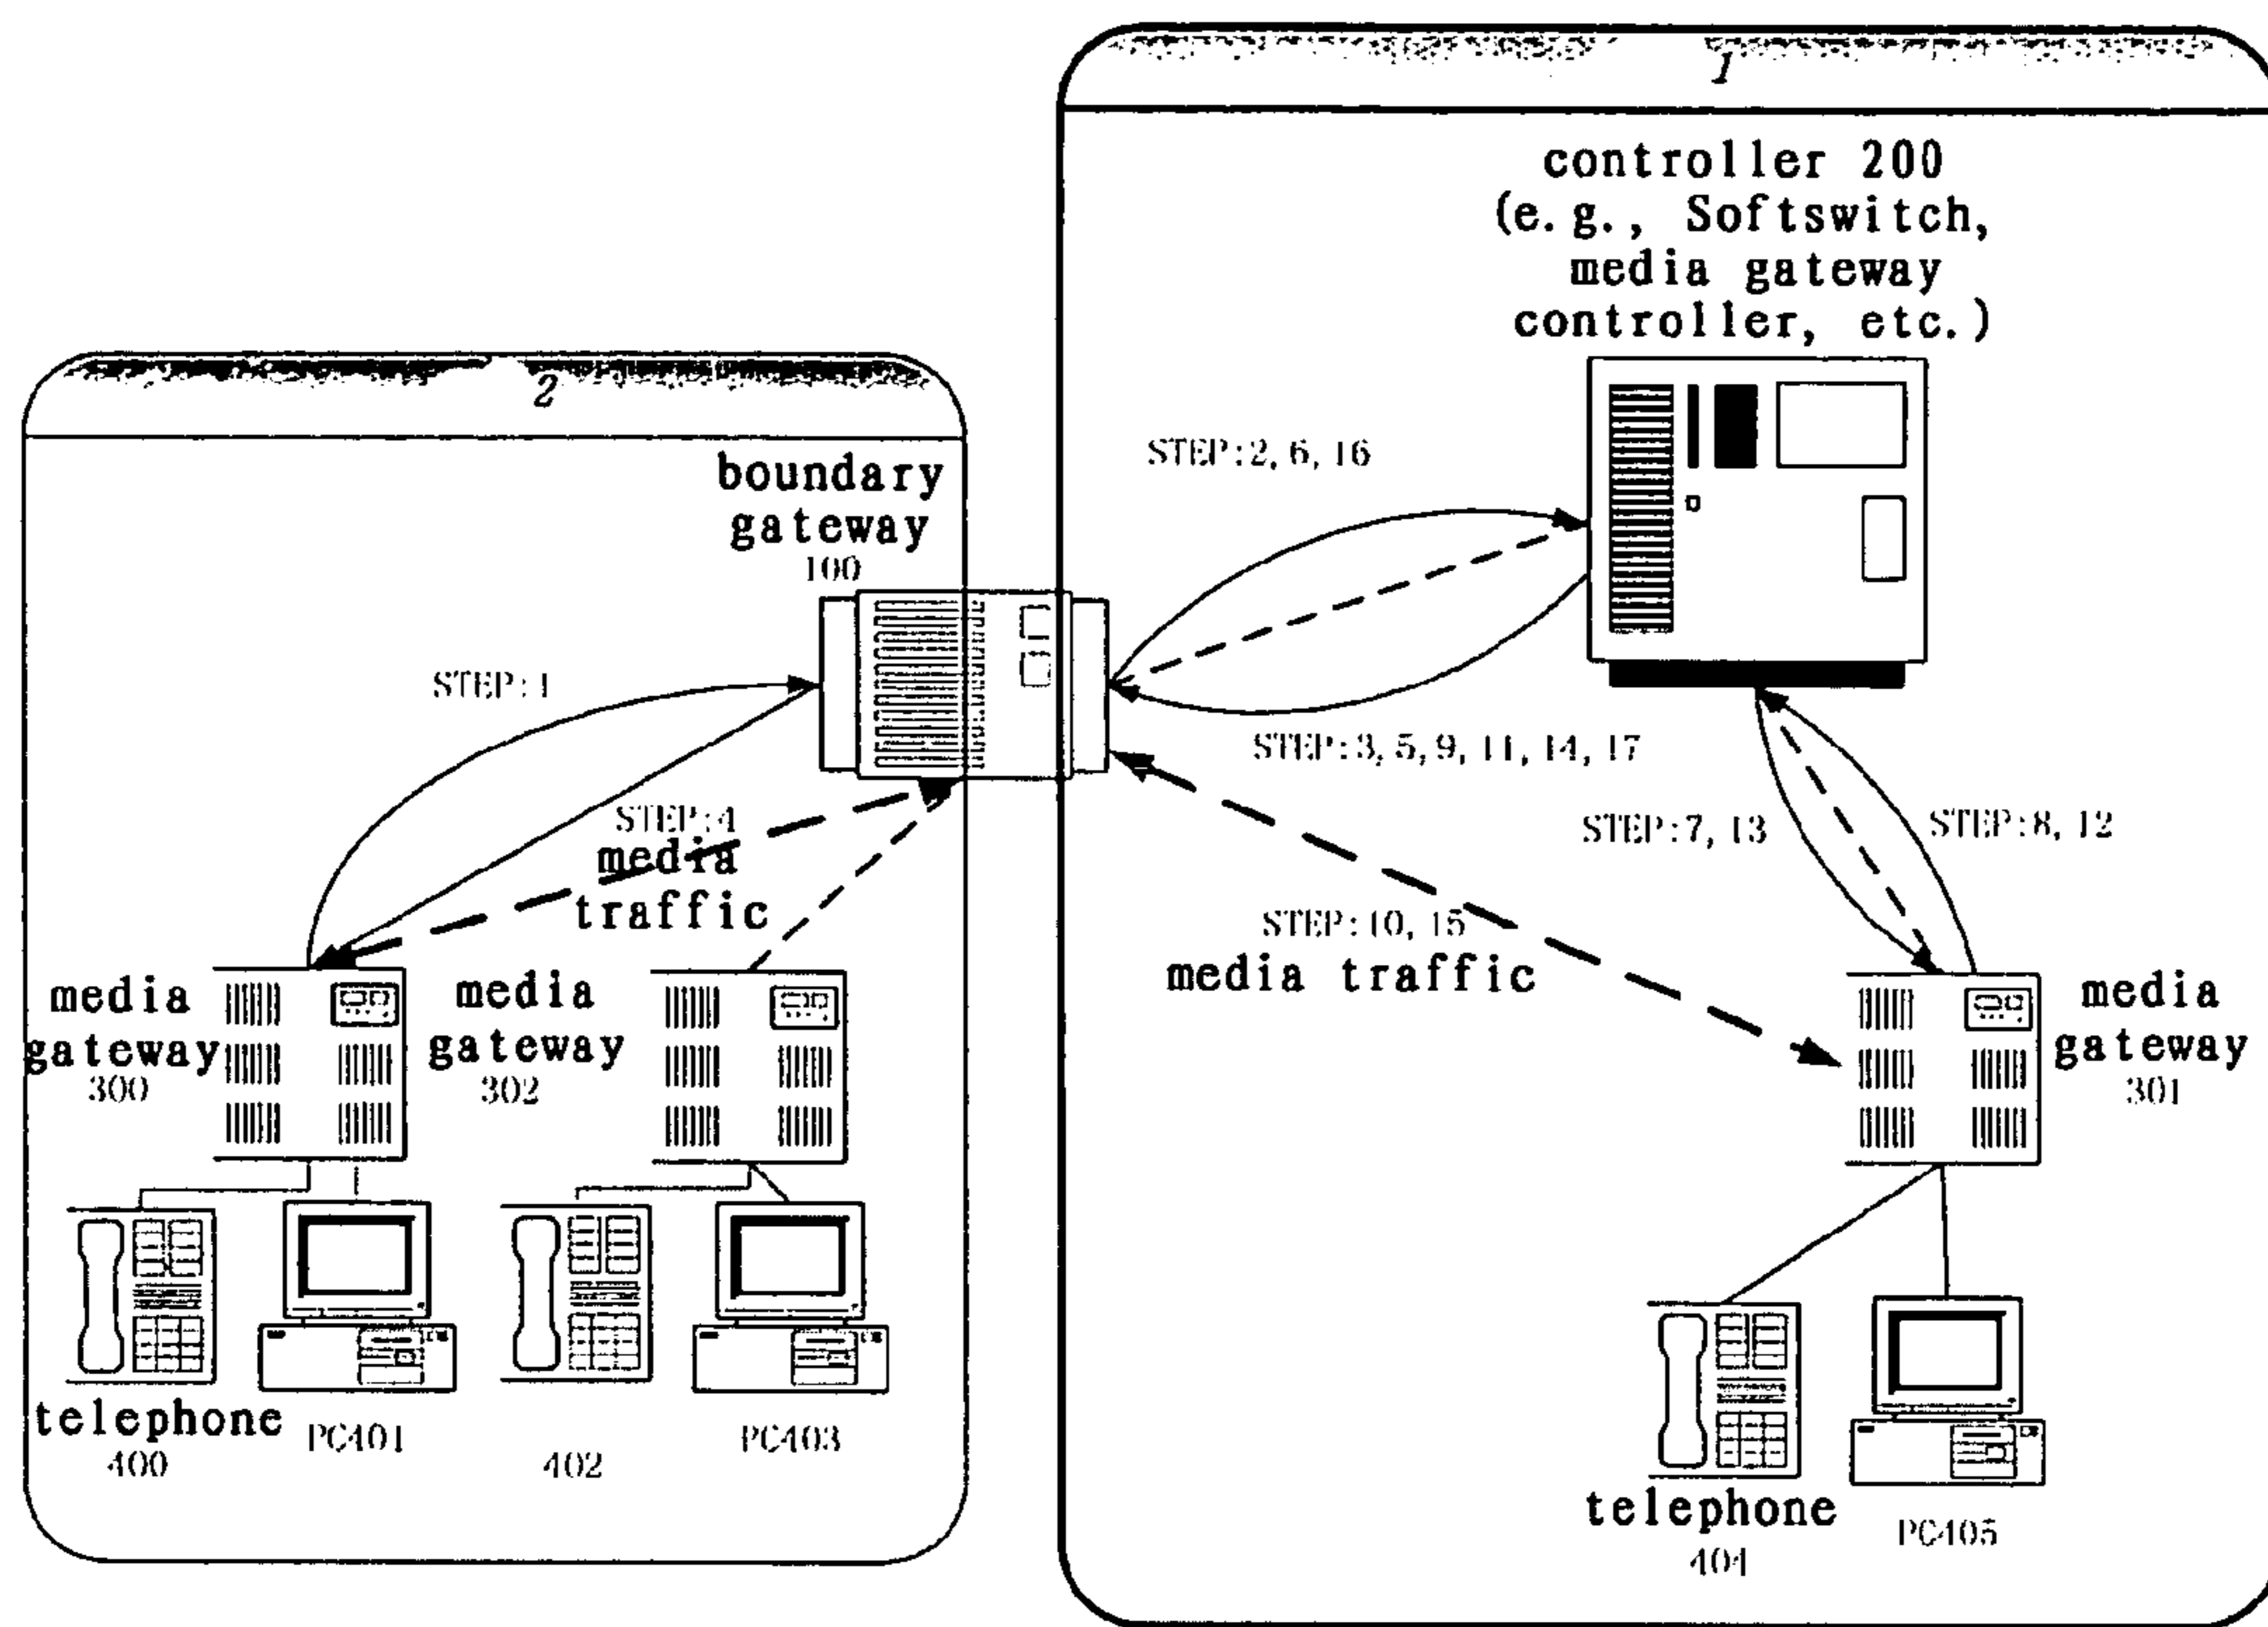 1
controller 200
(e.g., Softswitch,
media gateway
controller, etc.)
2
boundary
gateway
100
STEP:2, 6, 16
STEP:1
STEP:3, 5, 9, 11, 14, 17
STEP:4
media
traffic
STEP:7, 13
STEP:8, 12
STEP:10, 15
media traffic
media
gateway
300
media
gateway
302
media
gateway
301
telephone
400
PC401
402
PC403
telephone
404
PC405